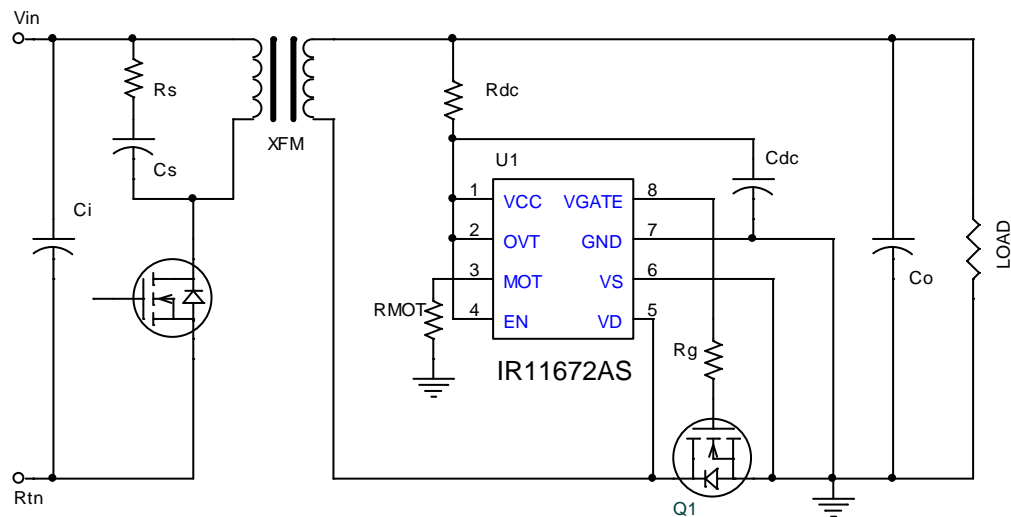 Vin
Rs
Cs
Ci
XFM
Rdc
Cdc
U1
1 VCC VGATE 8
2 OVT GND 7
3 MOT VS 6
4 EN VD 5
RMOT
IR11672AS
Rg
Co
LOAD
Rtn
Q1